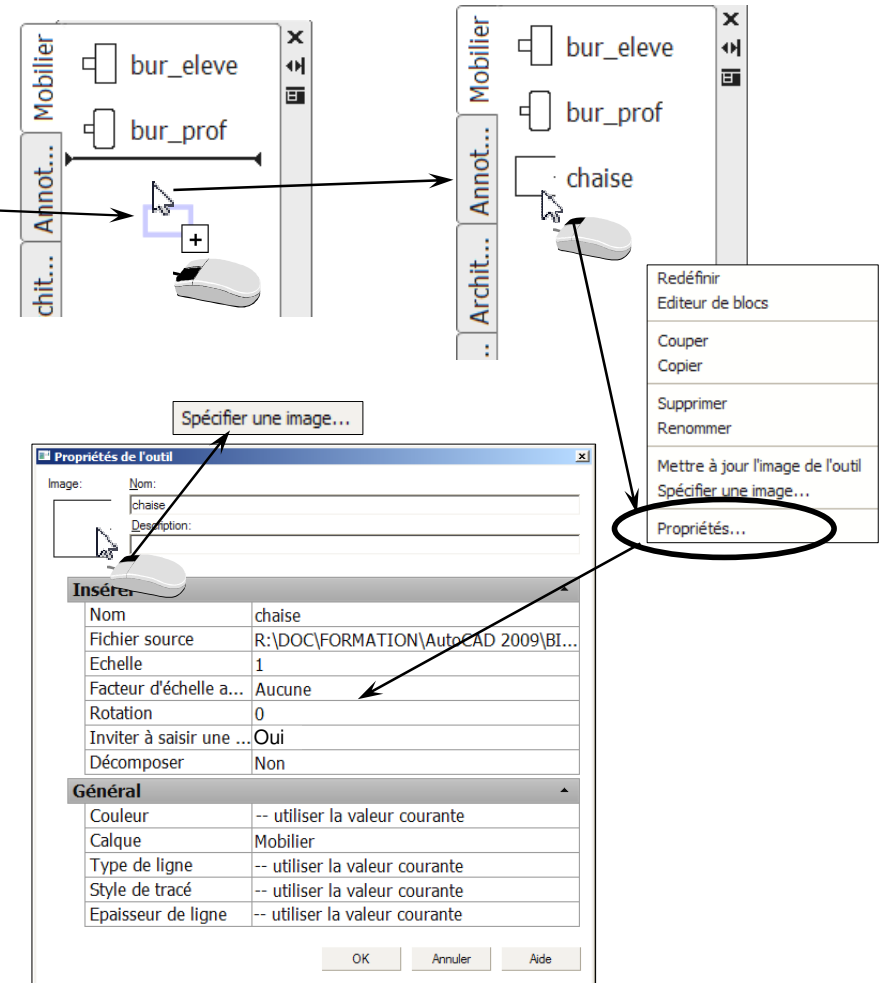 Mobilier
bur_eleve
bur_prof
Annot...
chit...
+
Mobilier
bur_eleve
bur_prof
chaise
Annot...
Archit...
Redéfinir
Editeur de blocs
Couper
Copier
Supprimer
Renommer
Mettre à jour l'image de l'outil
Spécifier une image...
Propriétés...
Spécifier une image...
Propriétés de l'outil
Image:
Nom:
chaise
Description:
Insérer
Nom chaise
Fichier source R:\DOC\FORMATION\AutoCAD 2009\BI...
Echelle 1
Facteur d'échelle a... Aucune
Rotation 0
Inviter à saisir une ... Oui
Décomposer Non
Général
Couleur -- utiliser la valeur courante
Calque Mobilier
Type de ligne -- utiliser la valeur courante
Style de tracé -- utiliser la valeur courante
Epaisseur de ligne -- utiliser la valeur courante
OK Annuler Aide